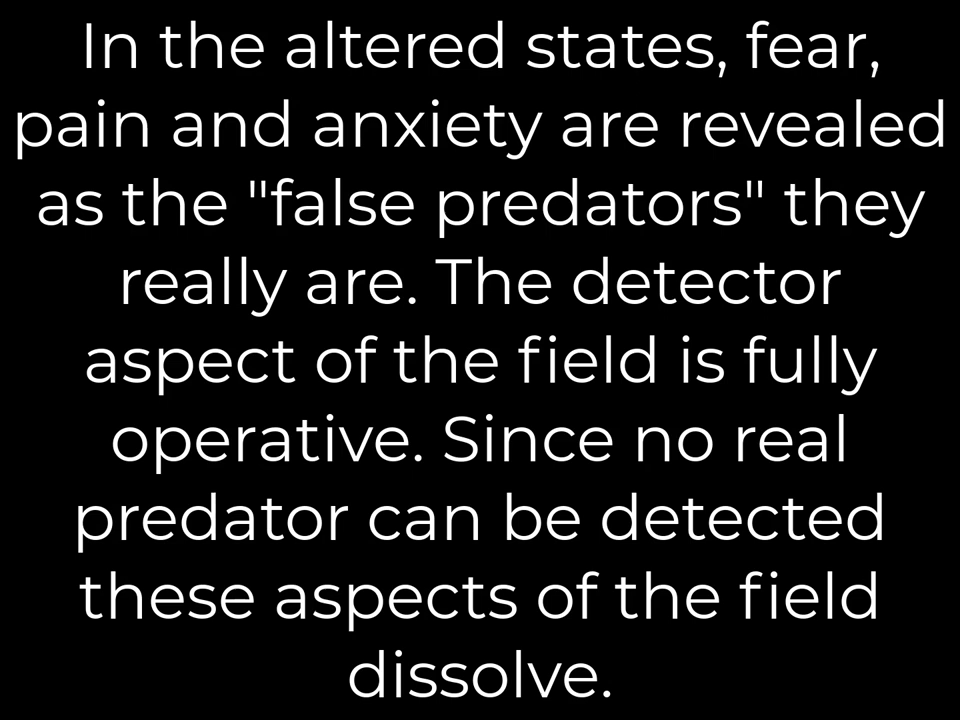 In the altered states, fear,
pain and anxiety are revealed
as the "false predators" they
really are. The detector
aspect of the field is fully
operative. Since no real
predator can be detected
these aspects of the field
dissolve.